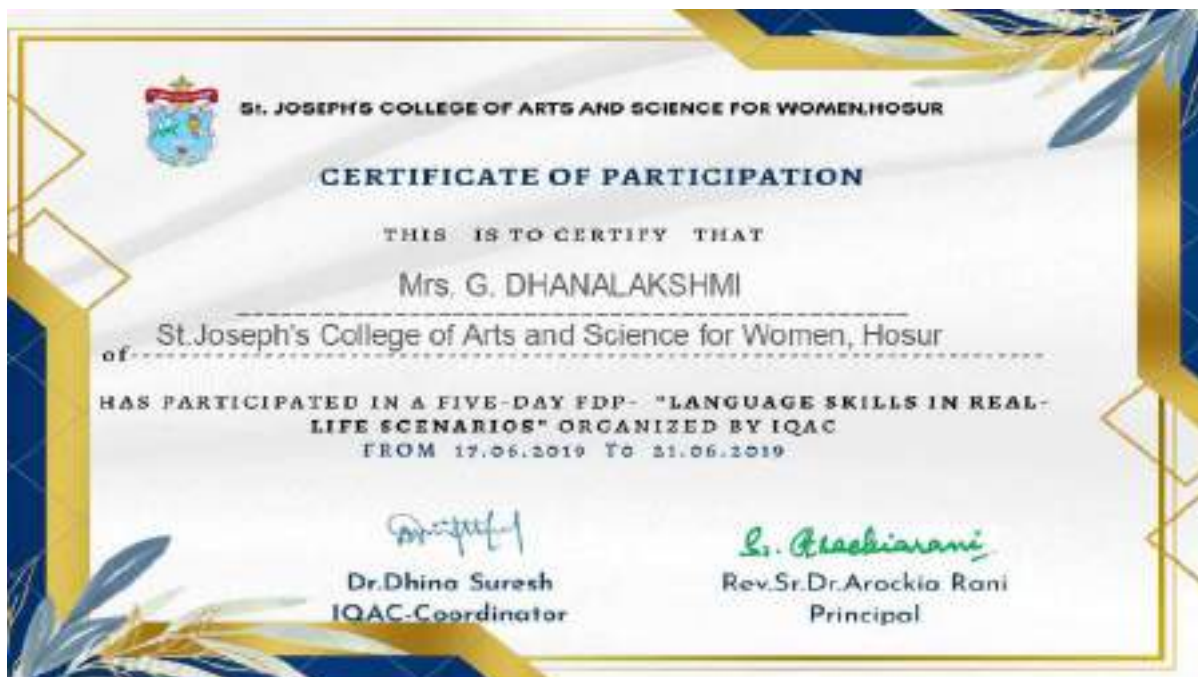 St. JOSEPH'S COLLEGE OF ARTS AND SCIENCE FOR WOMEN,HOSUR
CERTIFICATE OF PARTICIPATION
THIS IS TO CERTIFY THAT
Mrs. G. DHANALAKSHMI
of St.Joseph's College of Arts and Science for Women, Hosur
HAS PARTICIPATED IN A FIVE-DAY FDP- "LANGUAGE SKILLS IN REAL-
LIFE SCENARIOS" ORGANIZED BY IQAC
FROM 17.06.2019 TO 21.06.2019
Dr.Dhina Suresh
IQAC-Coordinator
Rev.Sr.Dr.Arockia Rani
Principal